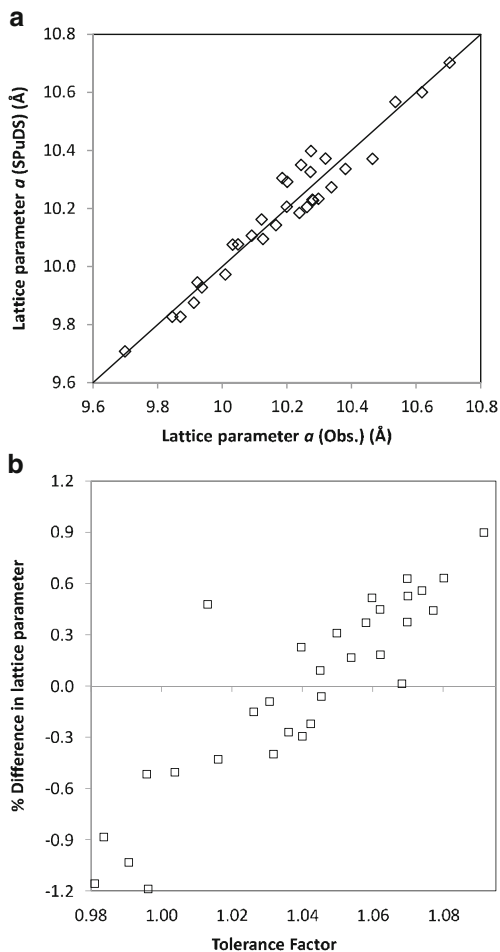 a
10.8
10.6
10.4
10.2
10.0
9.8
9.6
Lattice parameter a (SPuDS) (Å)
9.6 9.8 10 10.2 10.4 10.6 10.8
Lattice parameter a (Obs.) (Å)
b
1.2
0.9
0.6
0.3
0.0
-0.3
-0.6
-0.9
-1.2
% Difference in lattice parameter
0.98 1.00 1.02 1.04 1.06 1.08
Tolerance Factor